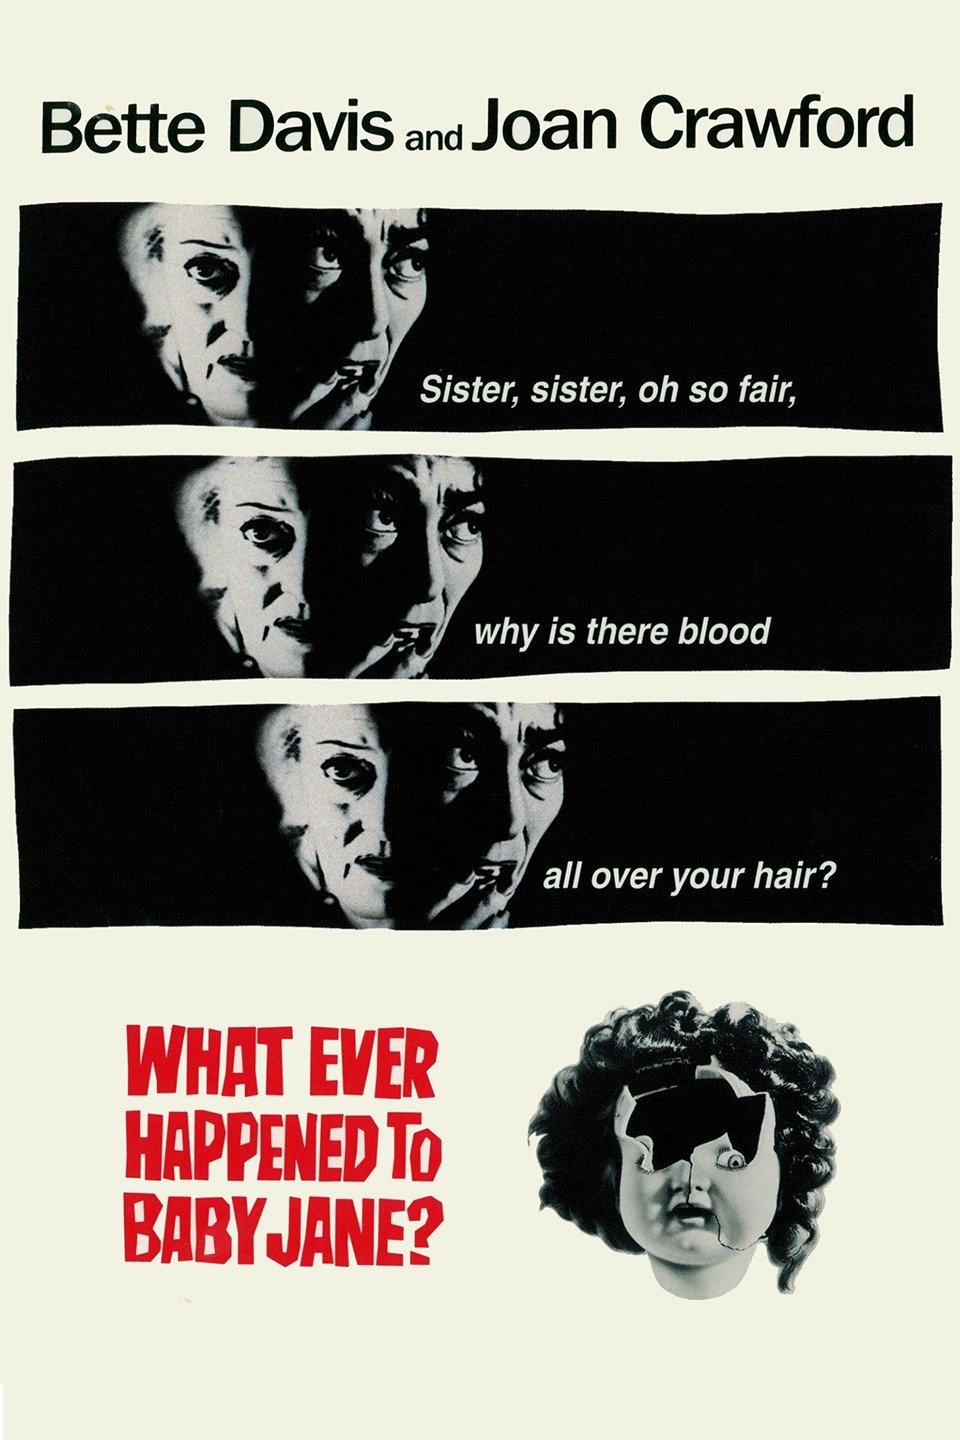 Bette Davis and Joan Crawford
Sister, sister, oh so fair,
why is there blood
all over your hair?
WHAT EVER
HAPPENED TO
BABY JANE?